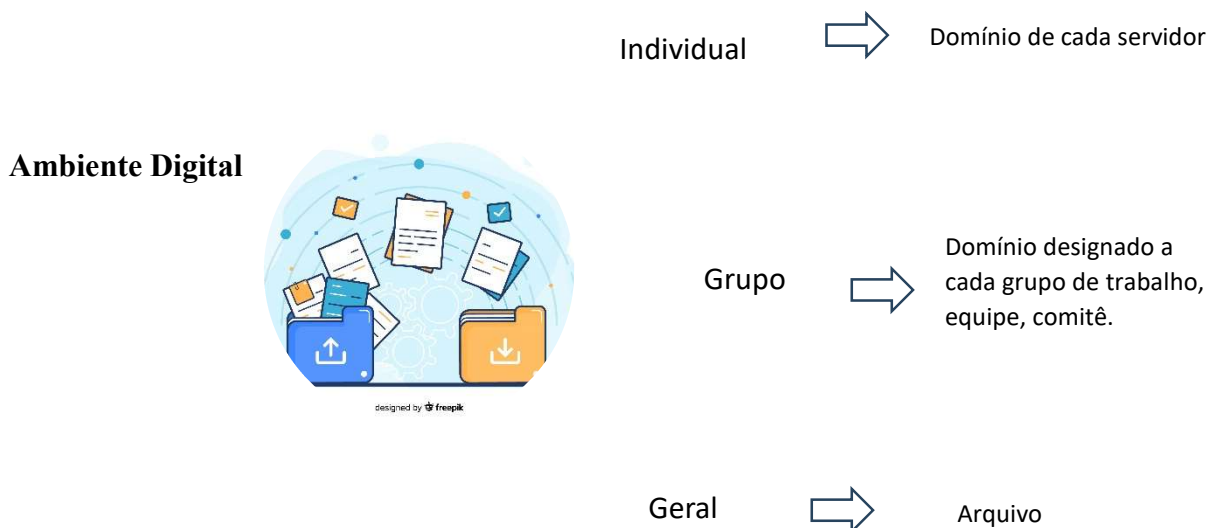 Individual
Domínio de cada servidor
Ambiente Digital
designed by freepik
Grupo
Domínio designado a
cada grupo de trabalho,
equipe, comitê.
Geral
Arquivo